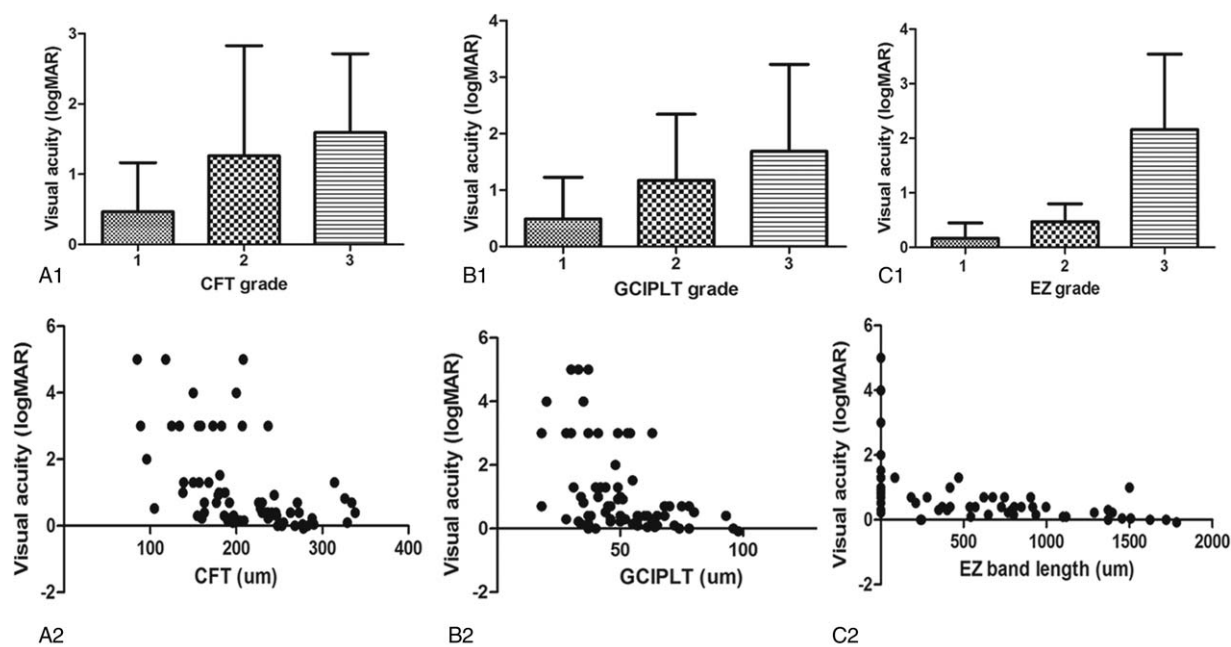 Visual acuity (logMAR)
3
2
1
0
1 2 3
CFT grade
A1
Visual acuity (logMAR)
4
3
2
1
0
1 2 3
GCIPLT grade
B1
Visual acuity (logMAR)
4
3
2
1
0
1 2 3
EZ grade
C1
Visual acuity (logMAR)
6
4
2
0
-2
100 200 300 400
CFT (um)
A2
Visual acuity (logMAR)
6
4
2
0
-2
50 100
GCIPLT (um)
B2
Visual acuity (logMAR)
6
4
2
0
-2
500 1000 1500 2000
EZ band length (um)
C2